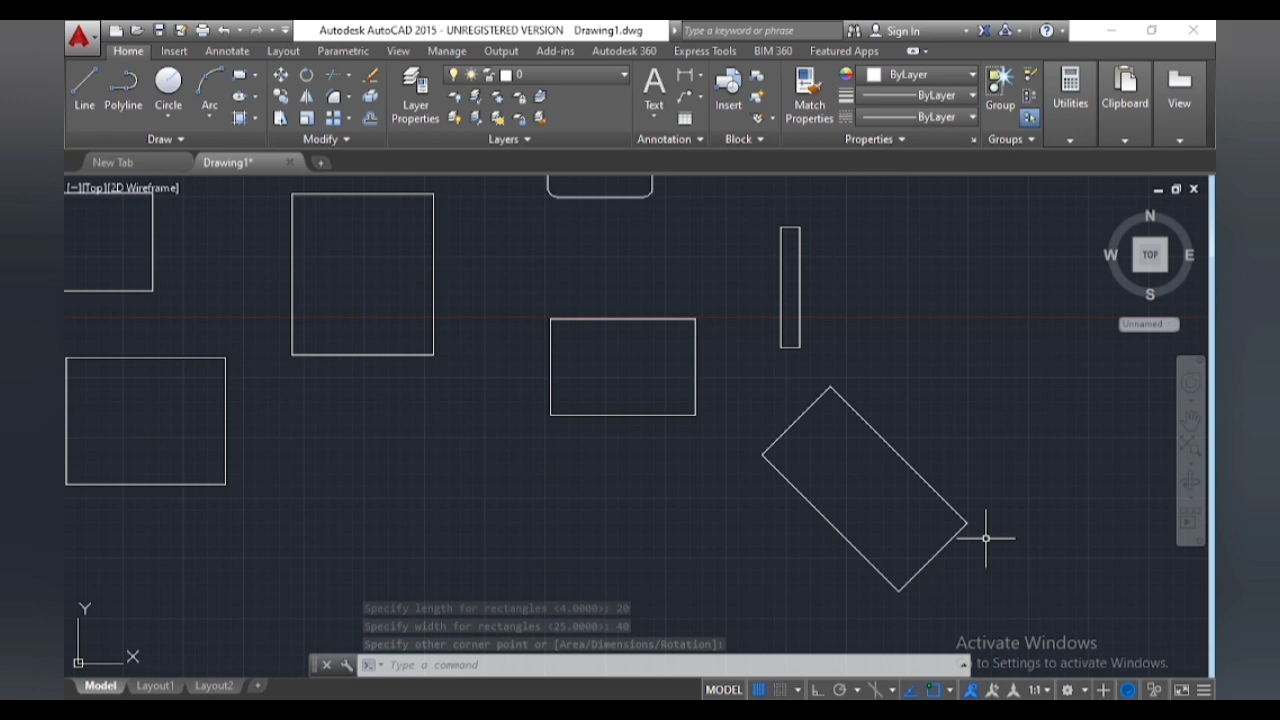 Autodesk AutoCAD 2015 - UNREGISTERED VERSION Drawing1.dwg
Type a keyword or phrase
Sign In
Home Insert Annotate Layout Parametric View Manage Output Add-ins Autodesk 360 Express Tools BIM 360 Featured Apps
0
ByLayer
ByLayer
ByLayer
Line Polyline Circle Arc
Layer Properties
Text
Insert
Match Properties
Group
Utilities
Clipboard
View
Draw Modify Layers Annotation Block Properties Groups
New Tab Drawing1*
[−][Top][2D Wireframe]
N
W TOP E
S
Unnamed
Y
X
Specify length for rectangles <4.0000>: 20
Specify width for rectangles <25.0000>: 40
Specify other corner point or [Area/Dimensions/Rotation]:
Type a command
Activate Windows
to Settings to activate Windows.
Model Layout1 Layout2 +
MODEL 1:1